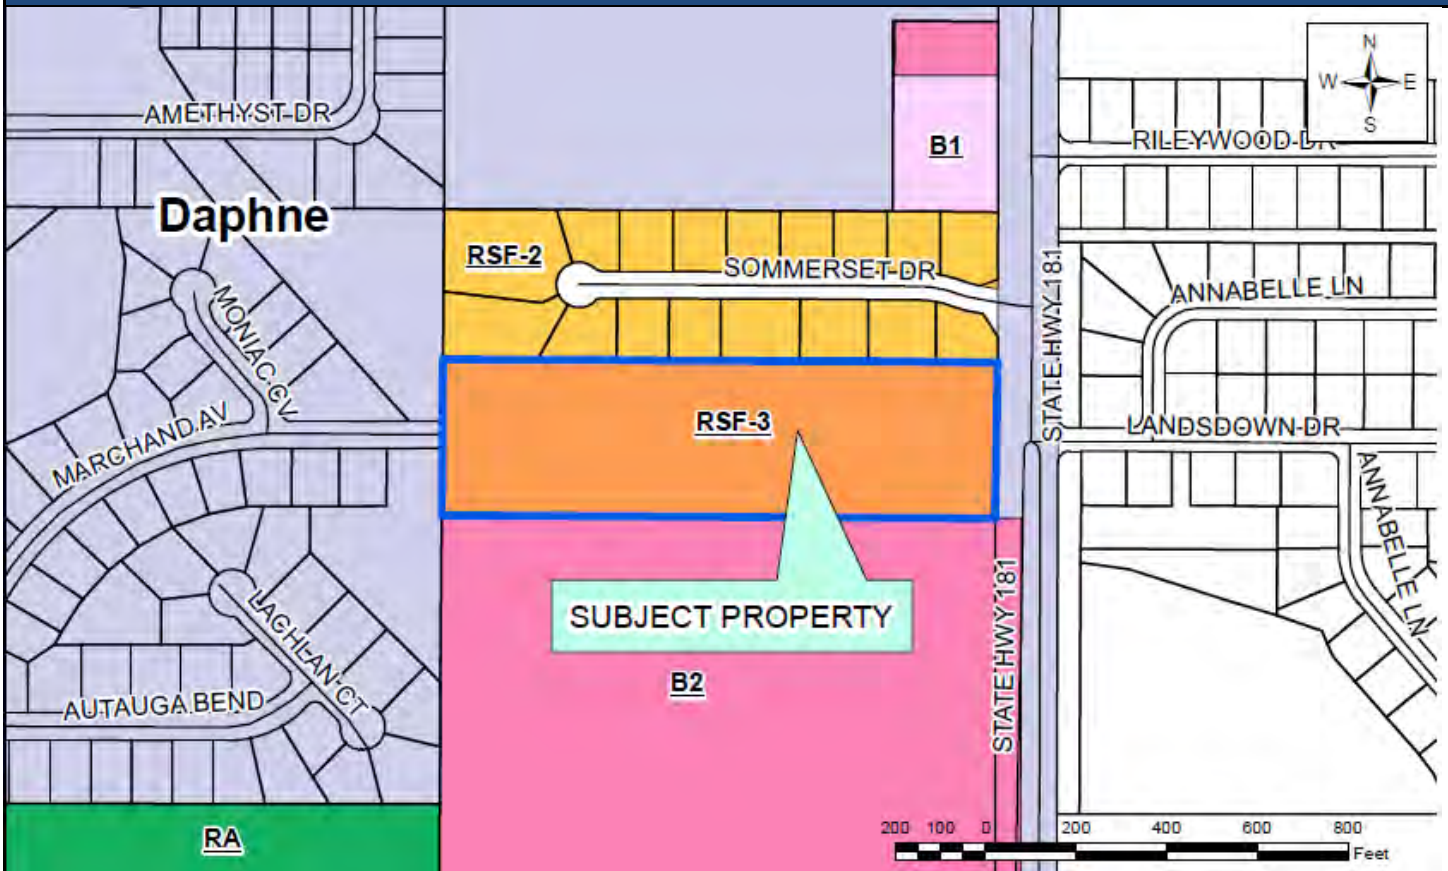 N
W E
S
AMETHYST DR
RILEYWOOD DR
B1
Daphne
RSF-2
SOMMERSET DR
STATE HWY 181
ANNABELLE LN
MONIAC CV
MARCHAND AV
RSF-3
LANDSDOWN DR
ANNABELLE LN
LACHLAN CT
SUBJECT PROPERTY
STATE HWY 181
B2
AUTAUGA BEND
RA
200 100 0 200 400 600 800
Feet